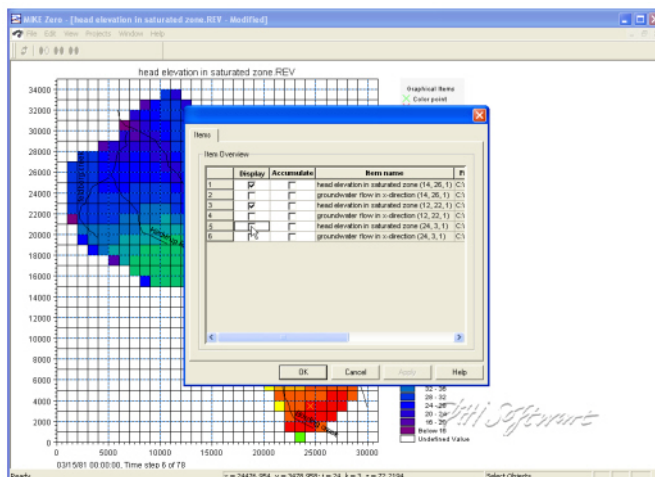 MIKE Zero - [head elevation in saturated zone.REV - Modified]
File Edit View Projects Window Help
head elevation in saturated zone.REV
34000
32000
30000
28000
26000
24000
22000
20000
18000
16000
14000
12000
10000
8000
6000
4000
2000
0
0 5000 10000 15000 20000 25000 30000
03/15/81 00:00:00, Time step 6 of 78
Graphical Items
Color point
Items
Item Overview
Display Accumulate Item name
1 head elevation in saturated zone (14, 26, 1) C:\
2 groundwater flow in x-direction (14, 26, 1) C:\
3 head elevation in saturated zone (12, 22, 1) C:\
4 groundwater flow in x-direction (12, 22, 1) C:\
5 head elevation in saturated zone (24, 3, 1) C:\
6 groundwater flow in x-direction (24, 3, 1) C:\
OK Cancel Apply Help
32 - 36
28 - 32
24 - 28
20 - 24
16 - 20
Below 16
Undefined Value
DHI Software
Ready
Select Objects